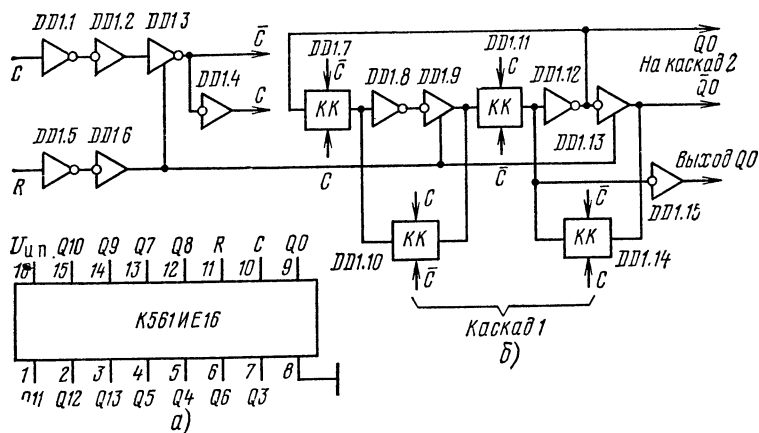 DD1.1 DD1.2 DD1 3
C̅
C
DD1.4
C
DD1.5 DD1 6
R
DD1.7
C̅
КК
C
DD1.8 DD1.9
DD1.11
C
КК
C̅
DD1.12
DD1.13
Q0
На каскад 2
Q̅0
Выход Q0
DD1.15
C
КК
C̅
DD1.10
C̅
КК
C
DD1.14
Каскад 1
б)
Uи п. Q10 Q9 Q7 Q8 R C Q0
16 15 14 13 12 11 10 9
К561ИЕ16
1 2 3 4 5 6 7 8
Q11 Q12 Q13 Q5 Q4 Q6 Q3
а)